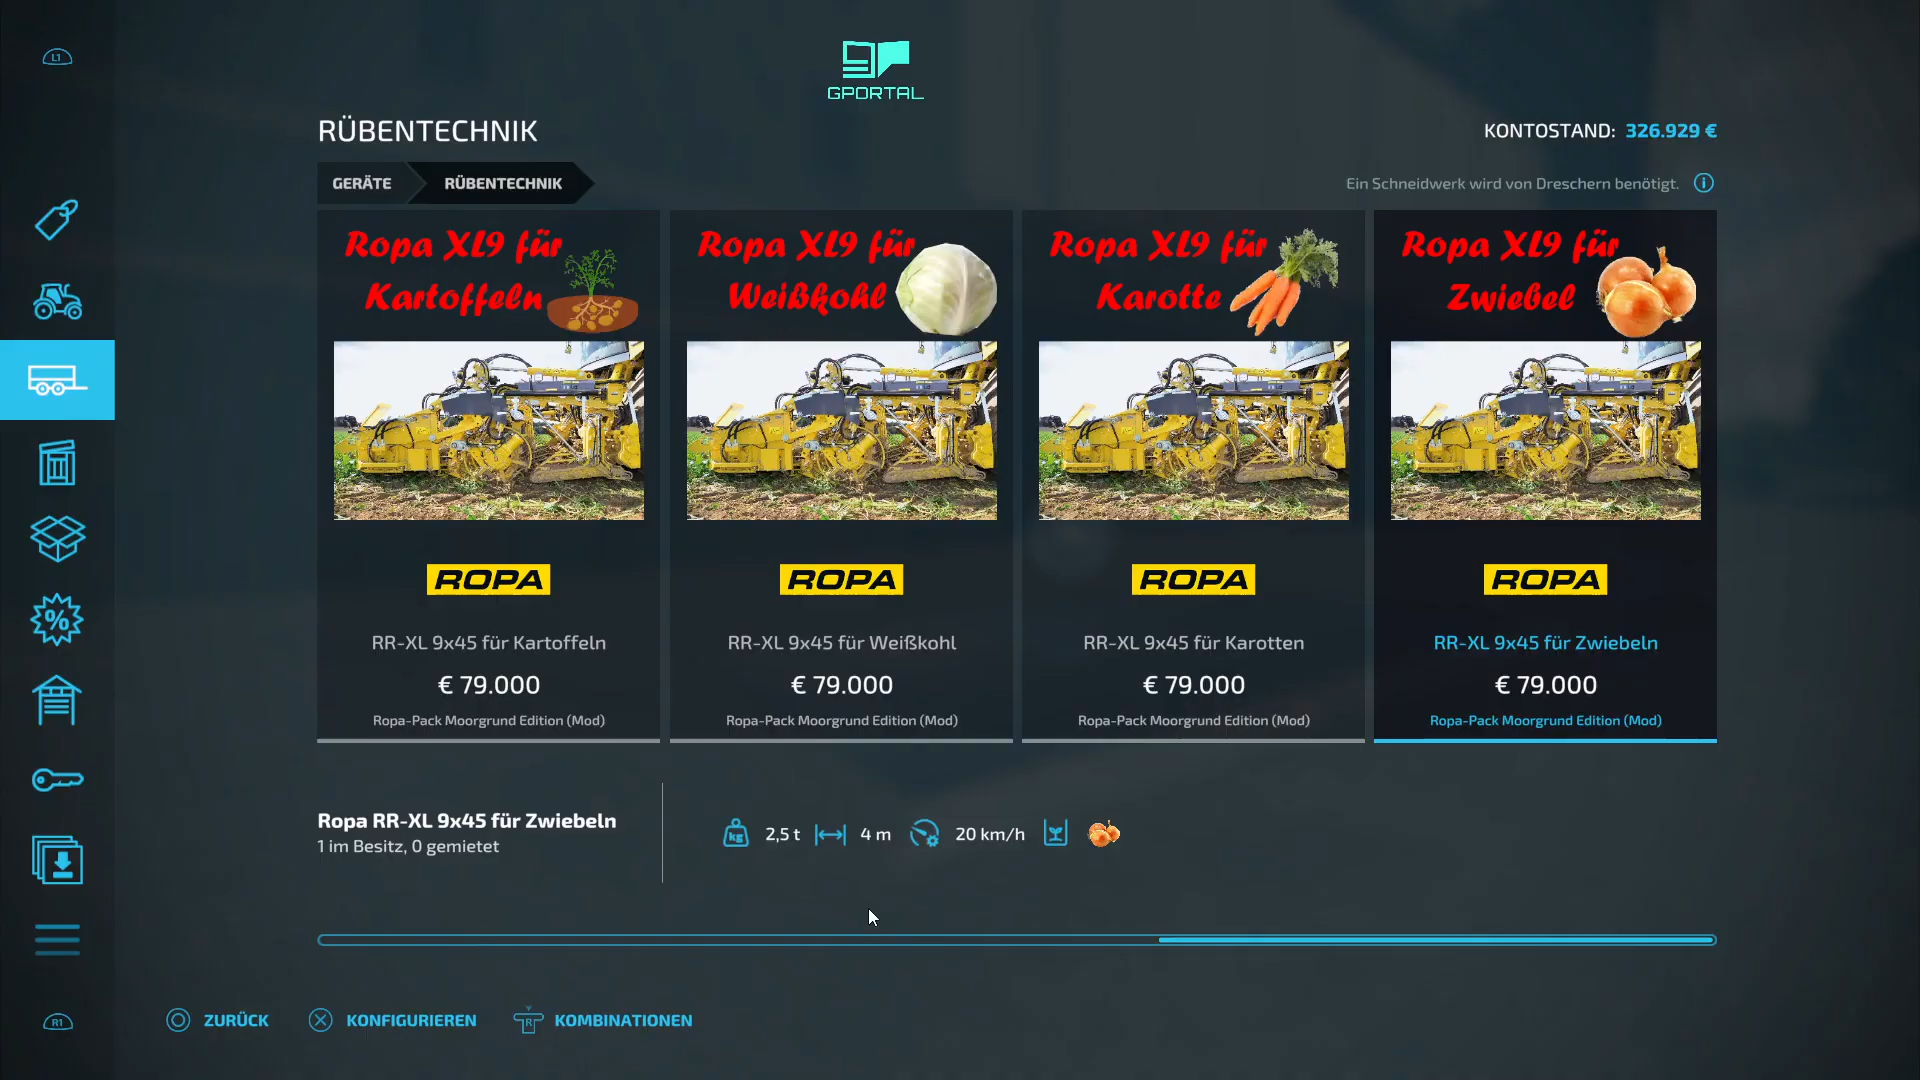 L1
GPORTAL
RÜBENTECHNIK
KONTOSTAND: 326.929 €
GERÄTE
RÜBENTECHNIK
Ein Schneidwerk wird von Dreschern benötigt.
Ropa XL9 für
Kartoffeln
ROPA
RR-XL 9x45 für Kartoffeln
€ 79.000
Ropa-Pack Moorgrund Edition (Mod)
Ropa XL9 für
Weißkohl
ROPA
RR-XL 9x45 für Weißkohl
€ 79.000
Ropa-Pack Moorgrund Edition (Mod)
Ropa XL9 für
Karotte
ROPA
RR-XL 9x45 für Karotten
€ 79.000
Ropa-Pack Moorgrund Edition (Mod)
Ropa XL9 für
Zwiebel
ROPA
RR-XL 9x45 für Zwiebeln
€ 79.000
Ropa-Pack Moorgrund Edition (Mod)
Ropa RR-XL 9x45 für Zwiebeln
1 im Besitz, 0 gemietet
kg 2,5 t 4 m 20 km/h
R1
ZURÜCK
KONFIGURIEREN
R KOMBINATIONEN